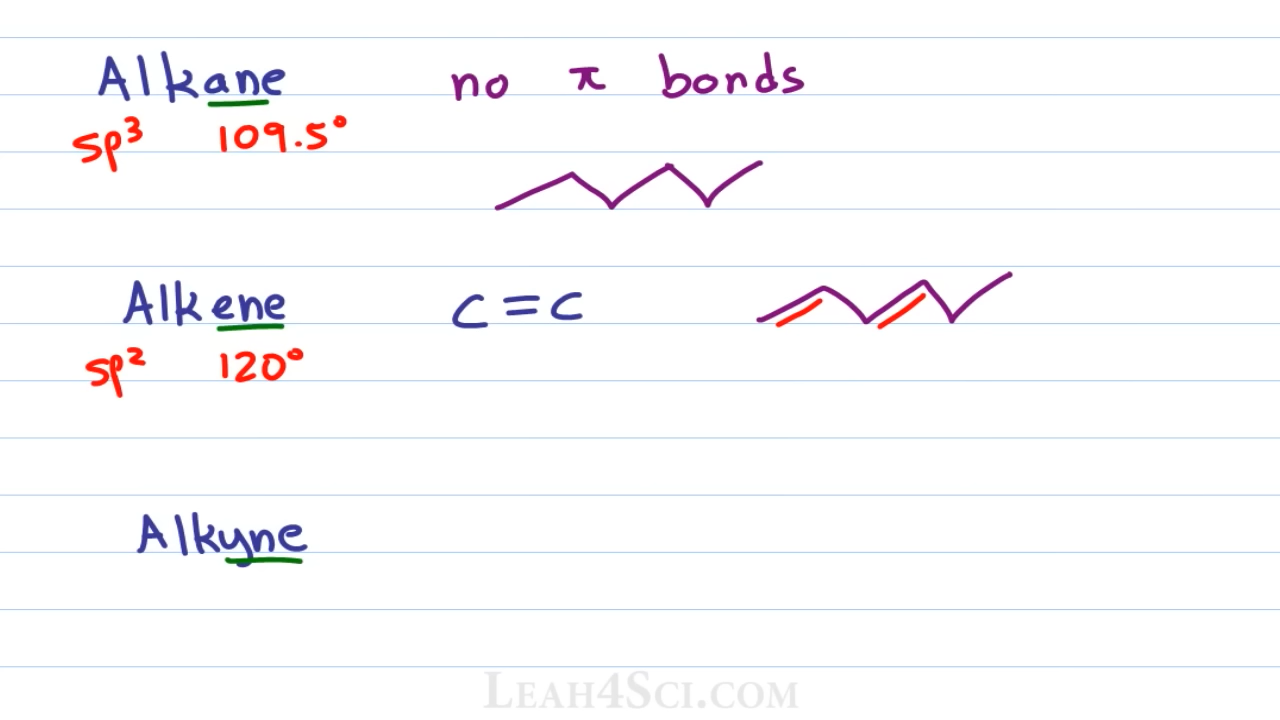 Alkane no π bonds
sp³ 109.5°
Alkene C=C
sp² 120°
Alkyne
LEAH4SCI.COM